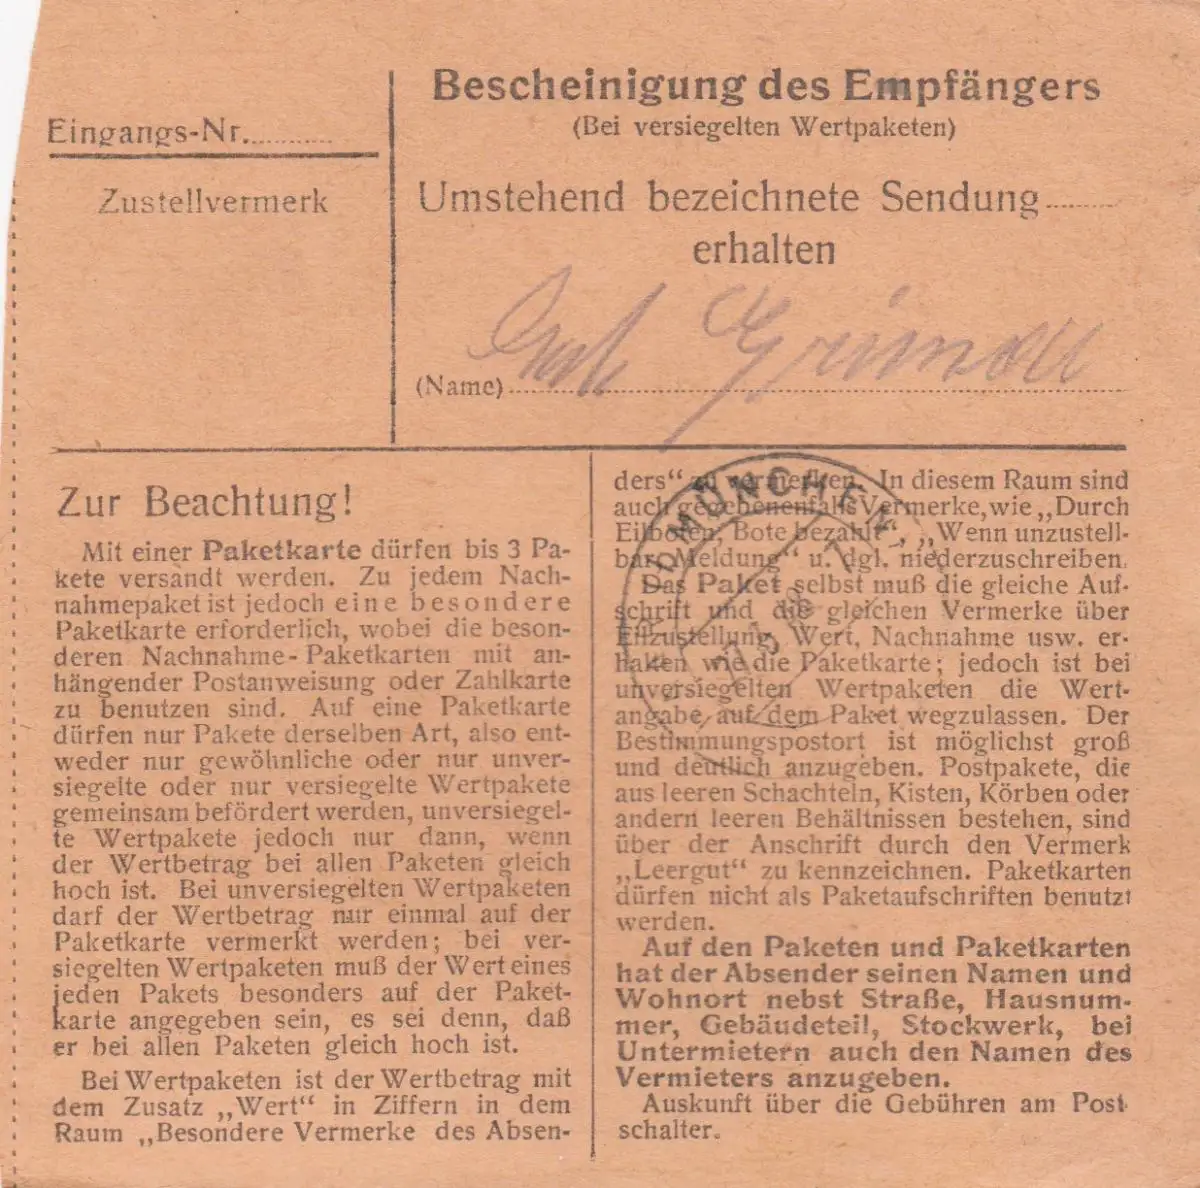 Eingangs-Nr.
Zustellvermerk
Bescheinigung des Empfängers
(Bei versiegelten Wertpaketen)
Umstehend bezeichnete Sendung
erhalten
(Name)
Zur Beachtung!
Mit einer Paketkarte dürfen bis 3 Pa-
kete versandt werden. Zu jedem Nach-
nahmepaket ist jedoch eine besondere
Paketkarte erforderlich, wobei die beson-
deren Nachnahme-Paketkarten mit an-
hängender Postanweisung oder Zahlkarte
zu benutzen sind. Auf eine Paketkarte
dürfen nur Pakete derselben Art, also ent-
weder nur gewöhnliche oder nur unver-
siegelte oder nur versiegelte Wertpakete
gemeinsam befördert werden, unversiegel-
te Wertpakete jedoch nur dann, wenn
der Wertbetrag bei allen Paketen gleich
hoch ist. Bei unversiegelten Wertpaketen
darf der Wertbetrag nur einmal auf der
Paketkarte vermerkt werden; bei ver-
siegelten Wertpaketen muß der Wert eines
jeden Pakets besonders auf der Paket-
karte angegeben sein, es sei denn, daß
er bei allen Paketen gleich hoch ist.
Bei Wertpaketen ist der Wertbetrag mit
dem Zusatz „Wert“ in Ziffern in dem
Raum „Besondere Vermerke des Absen-
ders“ zu vermerken. In diesem Raum sind
auch gegebenenfalls Vermerke, wie „Durch
Eilboten, Bote bezahlt“, „Wenn unzustell-
bar, Meldung“ u. dgl. niederzuschreiben.
Das Paket selbst muß die gleiche Auf-
schrift und die gleichen Vermerke über
Eilzustellung, Wert, Nachnahme usw. er-
halten wie die Paketkarte; jedoch ist bei
unversiegelten Wertpaketen die Wert-
angabe auf dem Paket wegzulassen. Der
Bestimmungspostort ist möglichst groß
und deutlich anzugeben. Postpakete, die
aus leeren Schachteln, Kisten, Körben oder
andern leeren Behältnissen bestehen, sind
über der Anschrift durch den Vermerk
„Leergut“ zu kennzeichnen. Paketkarten
dürfen nicht als Paketaufschriften benutzt
werden.
Auf den Paketen und Paketkarten
hat der Absender seinen Namen und
Wohnort nebst Straße, Hausnum-
mer, Gebäudeteil, Stockwerk, bei
Untermietern auch den Namen des
Vermieters anzugeben.
Auskunft über die Gebühren am Post
schalter.
MÜNCHEN